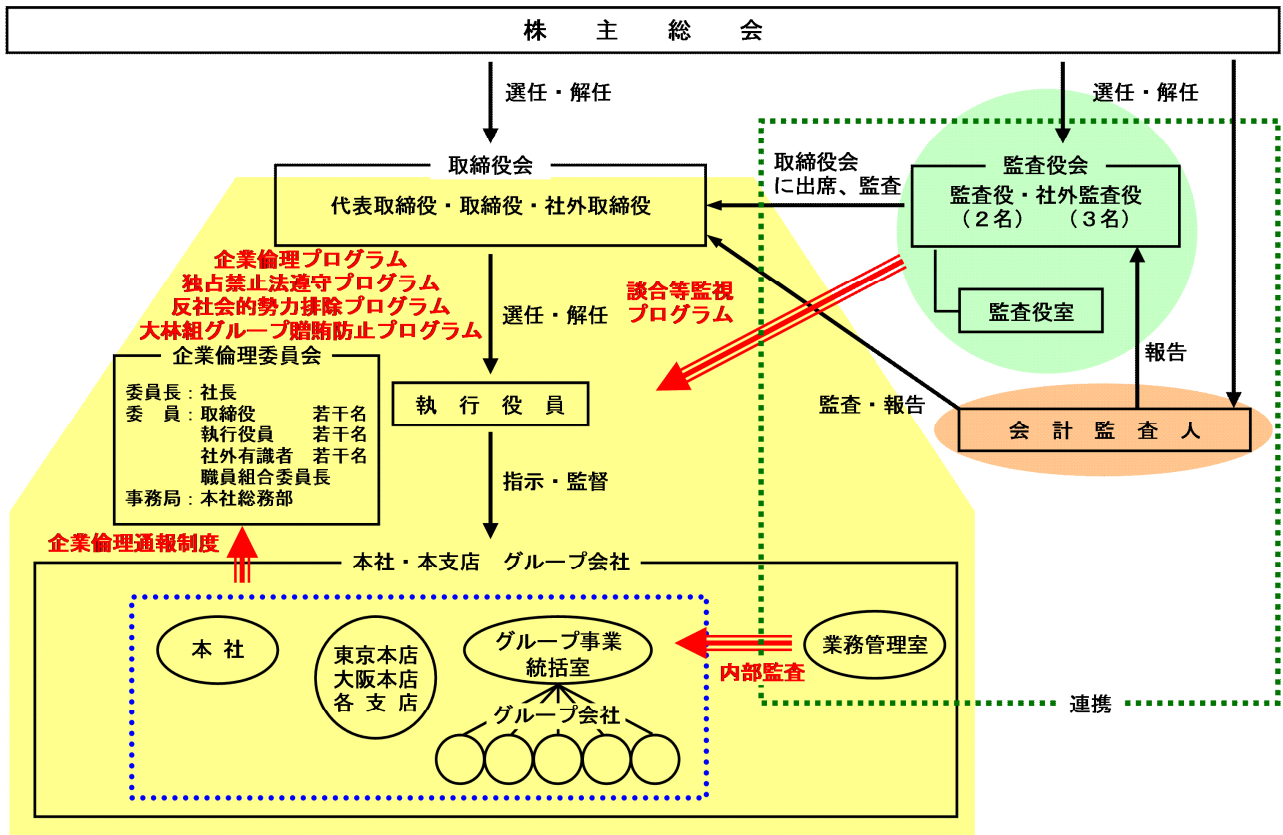 株　主　総　会
選任・解任
選任・解任
取締役会
代表取締役・取締役・社外取締役
取締役会
に出席、監査
監査役会
監査役・社外監査役
（２名）　（３名）
監査役室
企業倫理プログラム
独占禁止法遵守プログラム
反社会的勢力排除プログラム
大林組グループ贈賄防止プログラム
選任・解任
談合等監視
プログラム
報告
企業倫理委員会
委員長：社長
委　員：取締役　若干名
執行役員　若干名
社外有識者　若干名
職員組合委員長
事務局：本社総務部
執　行　役　員
監査・報告
会　計　監　査　人
指示・監督
企業倫理通報制度
本社・本支店　グループ会社
本　社
東京本店
大阪本店
各　支　店
グループ事業
統括室
グループ会社
内部監査
業務管理室
連携